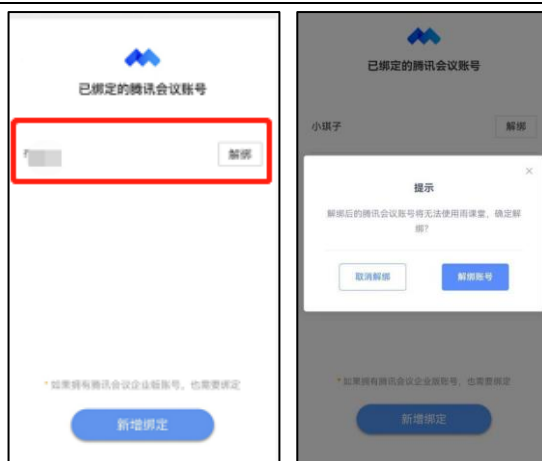 已绑定的腾讯会议账号
解绑
*如果拥有腾讯会议企业版账号，也需要绑定
新增绑定
已绑定的腾讯会议账号
小琪子
解绑
×
提示
解绑后的腾讯会议账号将无法使用雨课堂，确定解
绑？
取消解绑
解绑账号
*如果拥有腾讯会议企业版账号，也需要绑定
新增绑定